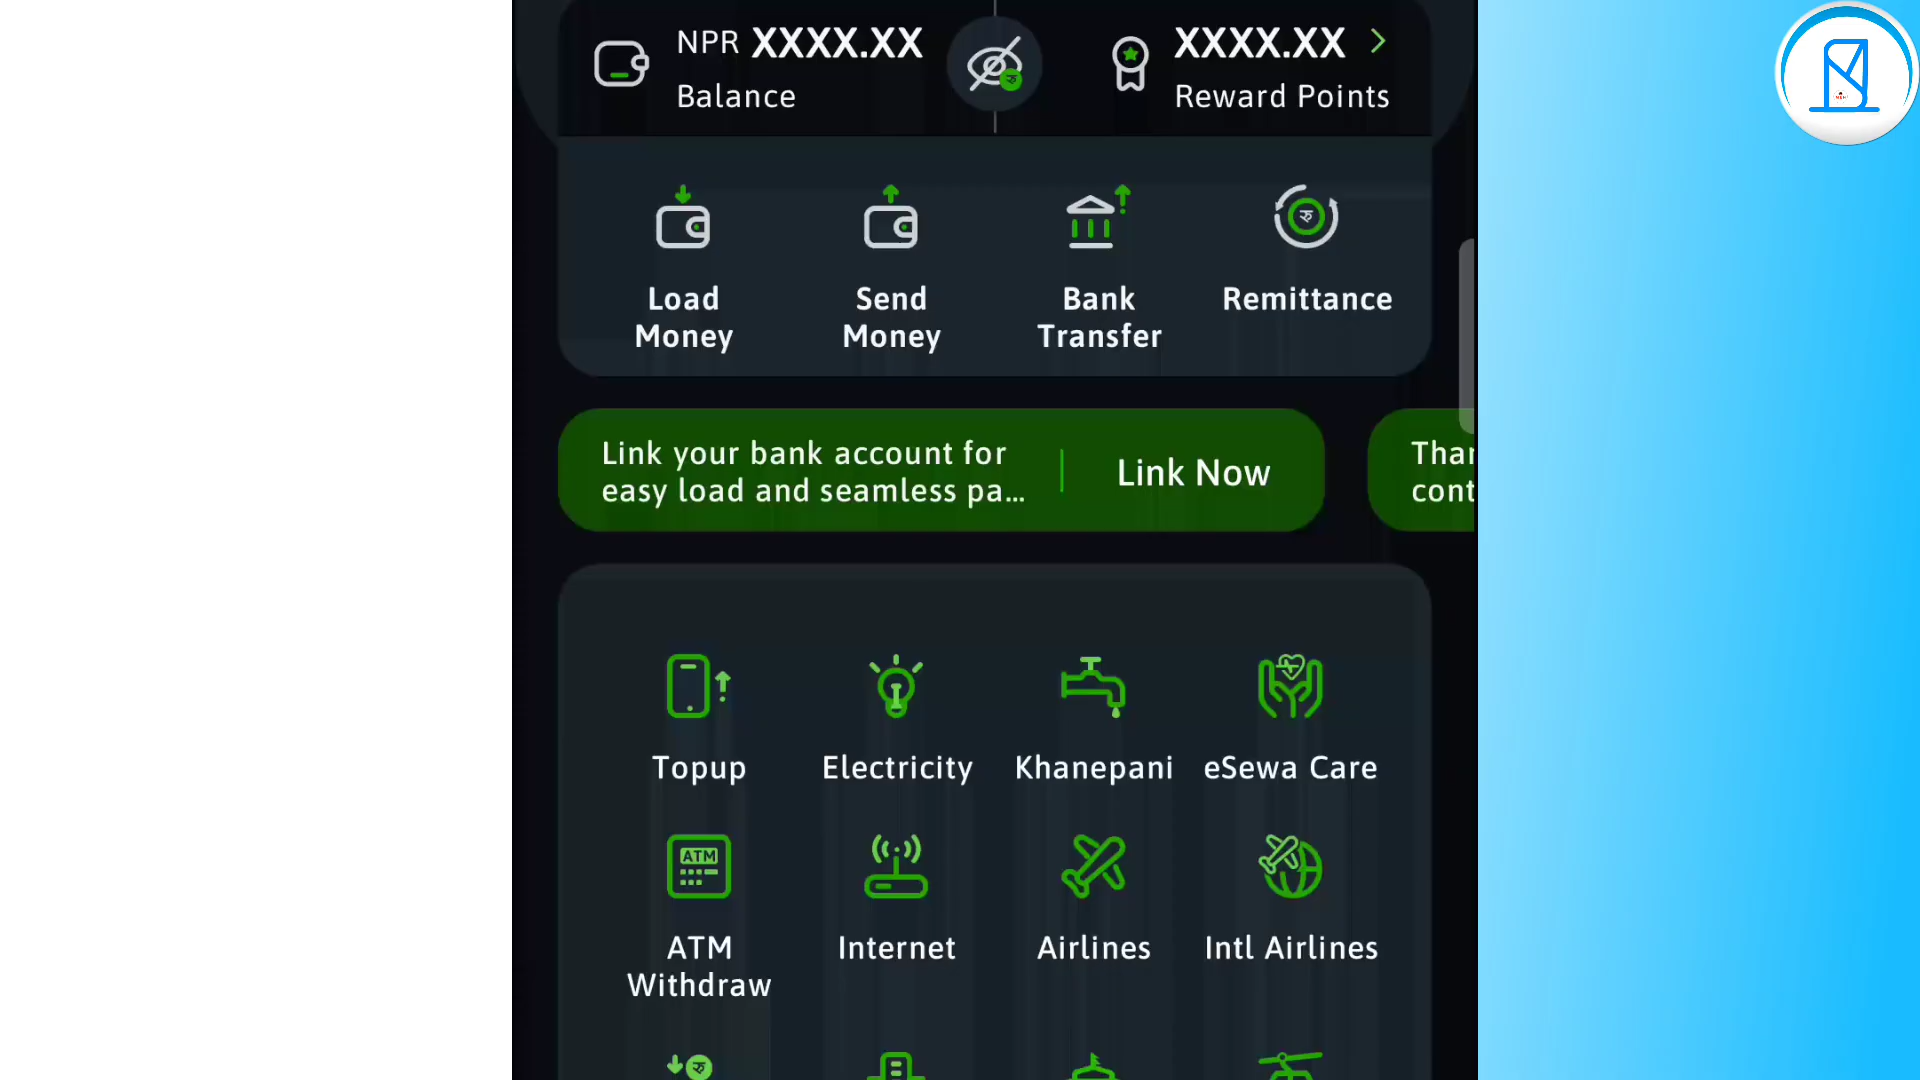 NPR XXXX.XX
Balance
XXXX.XX
Reward Points
Load
Money
Send
Money
Bank
Transfer
Remittance
रु
Link your bank account for
easy load and seamless pa...
Link Now
Topup
Electricity
Khanepani
eSewa Care
ATM
ATM
Withdraw
Internet
Airlines
Intl Airlines
रु